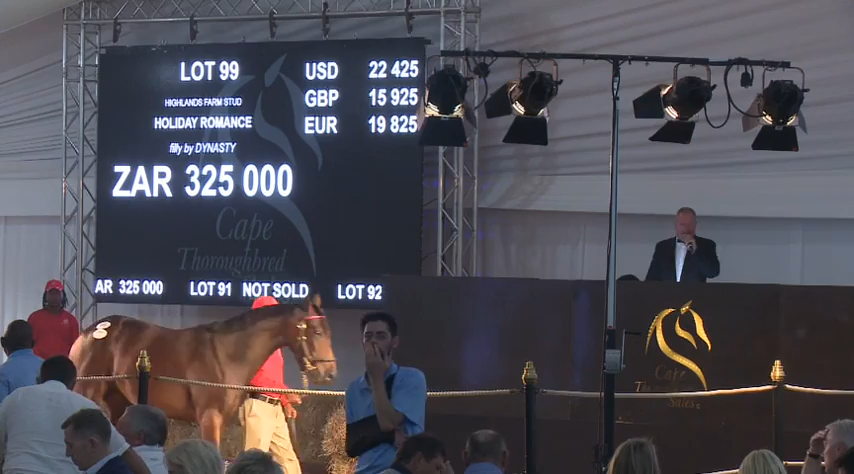 LOT 99
HIGHLANDS FARM STUD
HOLIDAY ROMANCE
filly by DYNASTY
ZAR 325 000
USD 22 425
GBP 15 925
EUR 19 825
Cape
Thoroughbred
AR 325 000 LOT 91 NOT SOLD LOT 92
Cape
Sales